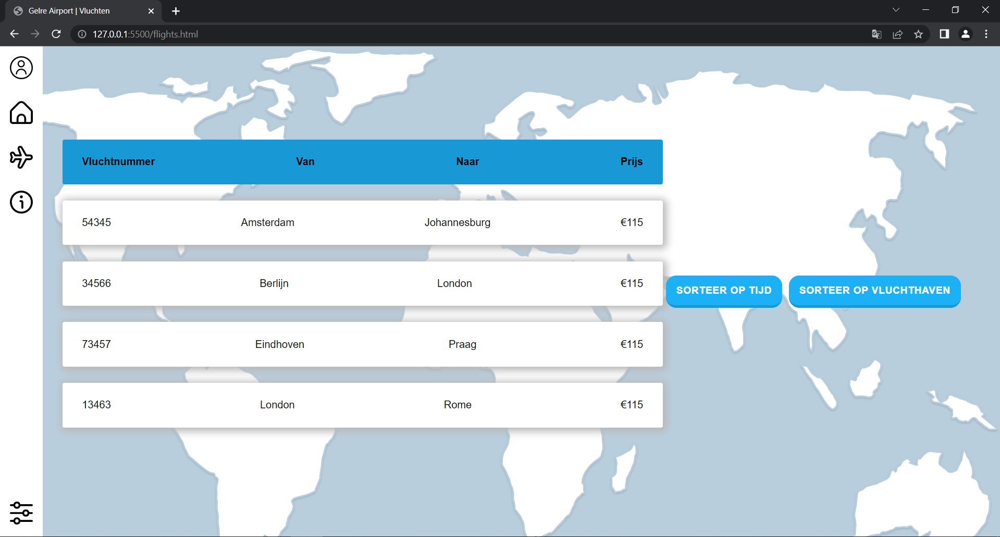 Gelre Airport | Vluchten
127.0.0.1:5500/flights.html
Vluchtnummer Van Naar Prijs
54345 Amsterdam Johannesburg €115
34566 Berlijn London €115
SORTEER OP TIJD SORTEER OP VLUCHTHAVEN
73457 Eindhoven Praag €115
13463 London Rome €115